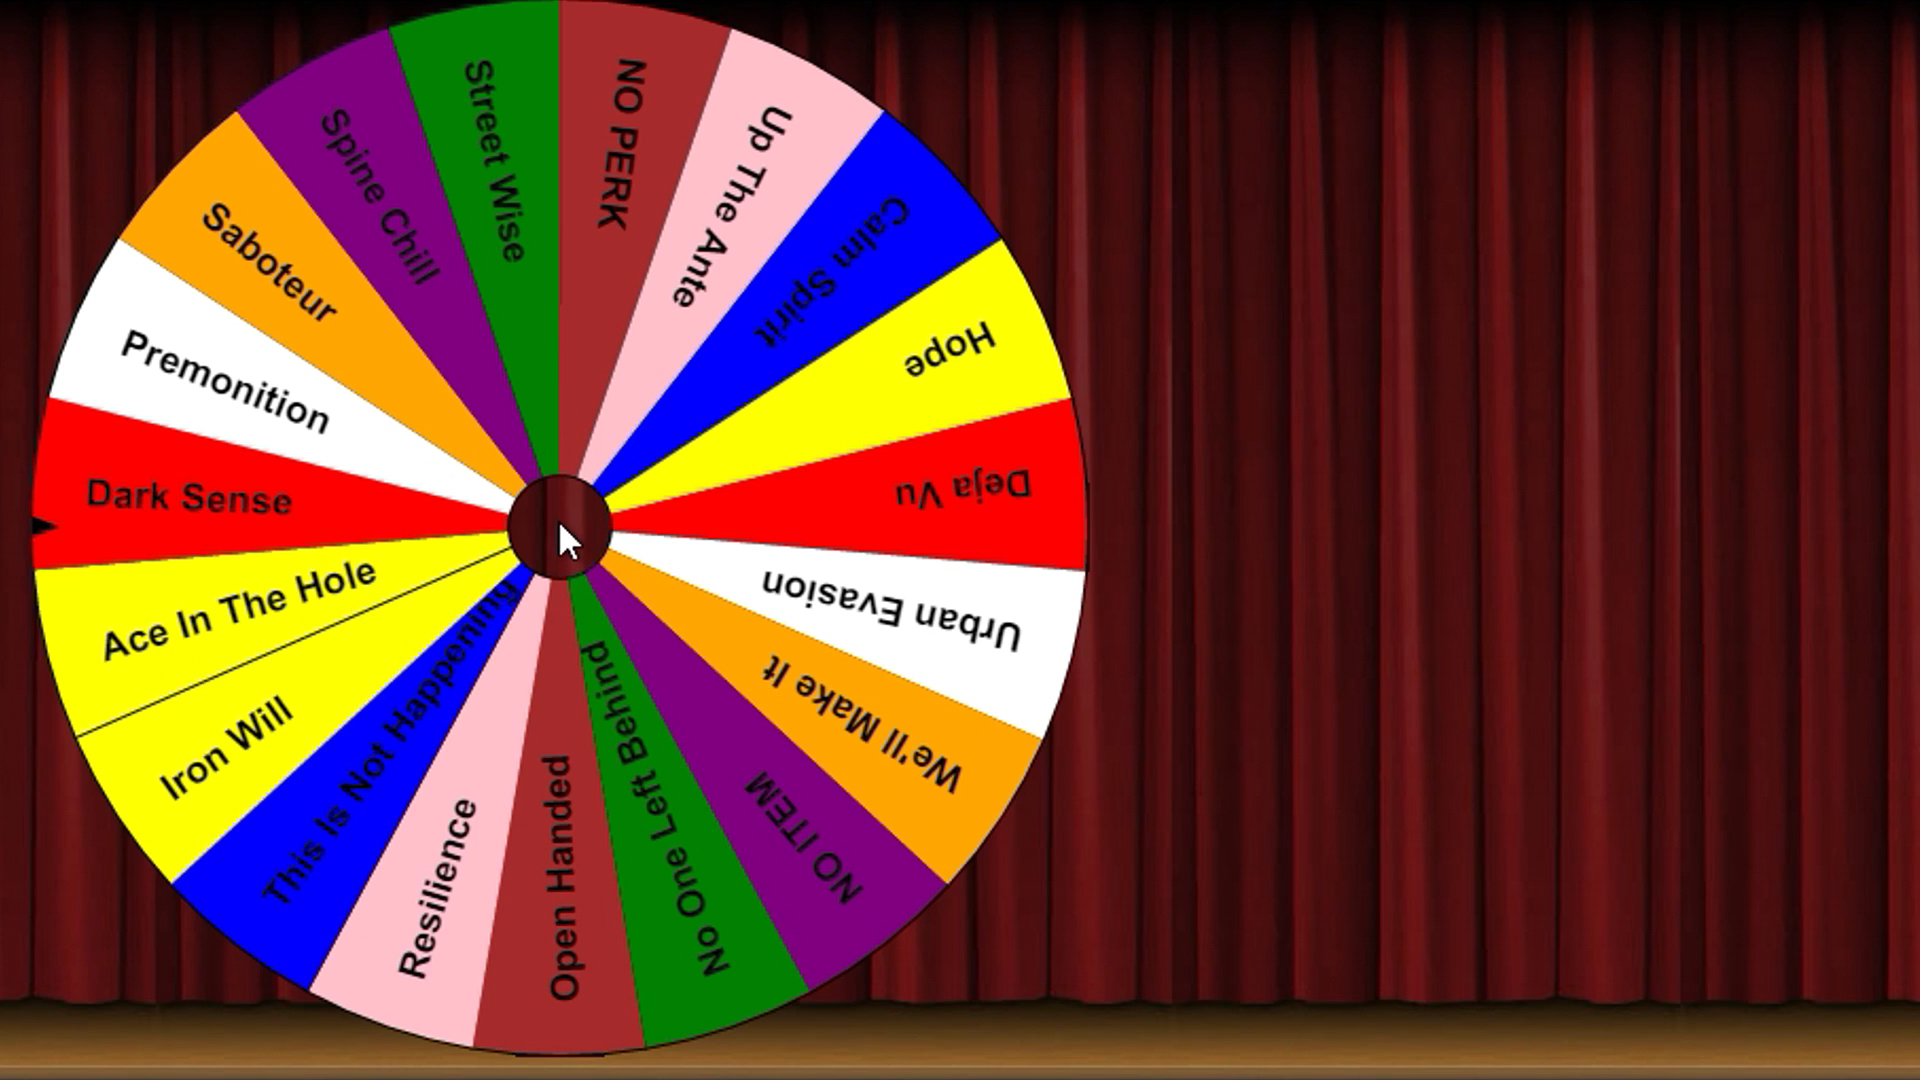 NO PERK
Up The Ante
Calm Spirit
Hope
Deja Vu
Urban Evasion
We'll Make It
NO ITEM
No One Left Behind
Open Handed
Resilience
This Is Not Happening
Iron Will
Ace In The Hole
Dark Sense
Premonition
Saboteur
Spine Chill
Street Wise